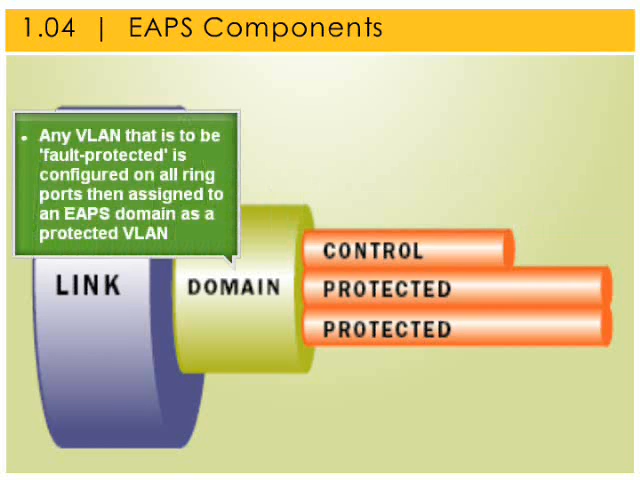 1.04 | EAPS Components
• Any VLAN that is to be
'fault-protected' is
configured on all ring
ports then assigned to
an EAPS domain as a
protected VLAN
LINK
DOMAIN
CONTROL
PROTECTED
PROTECTED